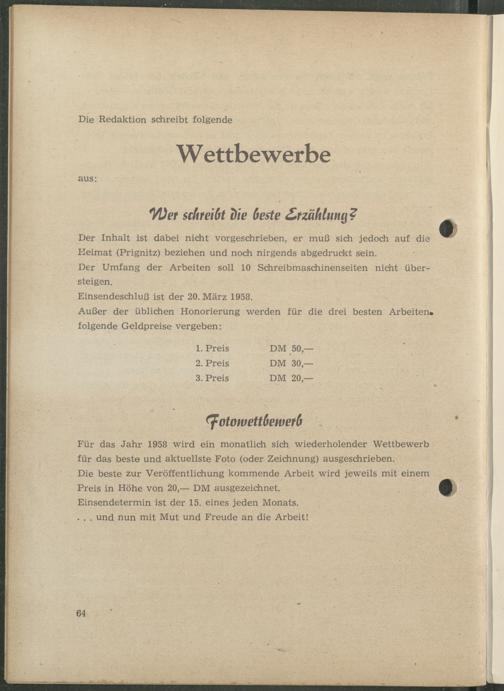 Die Redaktion schreibt folgende
Wettbewerbe
aus:
Wer schreibt die beste Erzählung?
Der Inhalt ist dabei nicht vorgeschrieben, er muß sich jedoch auf die
Heimat (Prignitz) beziehen und noch nirgends abgedruckt sein.
Der Umfang der Arbeiten soll 10 Schreibmaschinenseiten nicht über-
steigen.
Einsendeschluß ist der 20. März 1958.
Außer der üblichen Honorierung werden für die drei besten Arbeiten
folgende Geldpreise vergeben:
1. Preis DM 50,—
2. Preis DM 30,—
3. Preis DM 20,—
Fotowettbewerb
Für das Jahr 1958 wird ein monatlich sich wiederholender Wettbewerb
für das beste und aktuellste Foto (oder Zeichnung) ausgeschrieben.
Die beste zur Veröffentlichung kommende Arbeit wird jeweils mit einem
Preis in Höhe von 20,— DM ausgezeichnet.
Einsendetermin ist der 15. eines jeden Monats.
. . . und nun mit Mut und Freude an die Arbeit!
64